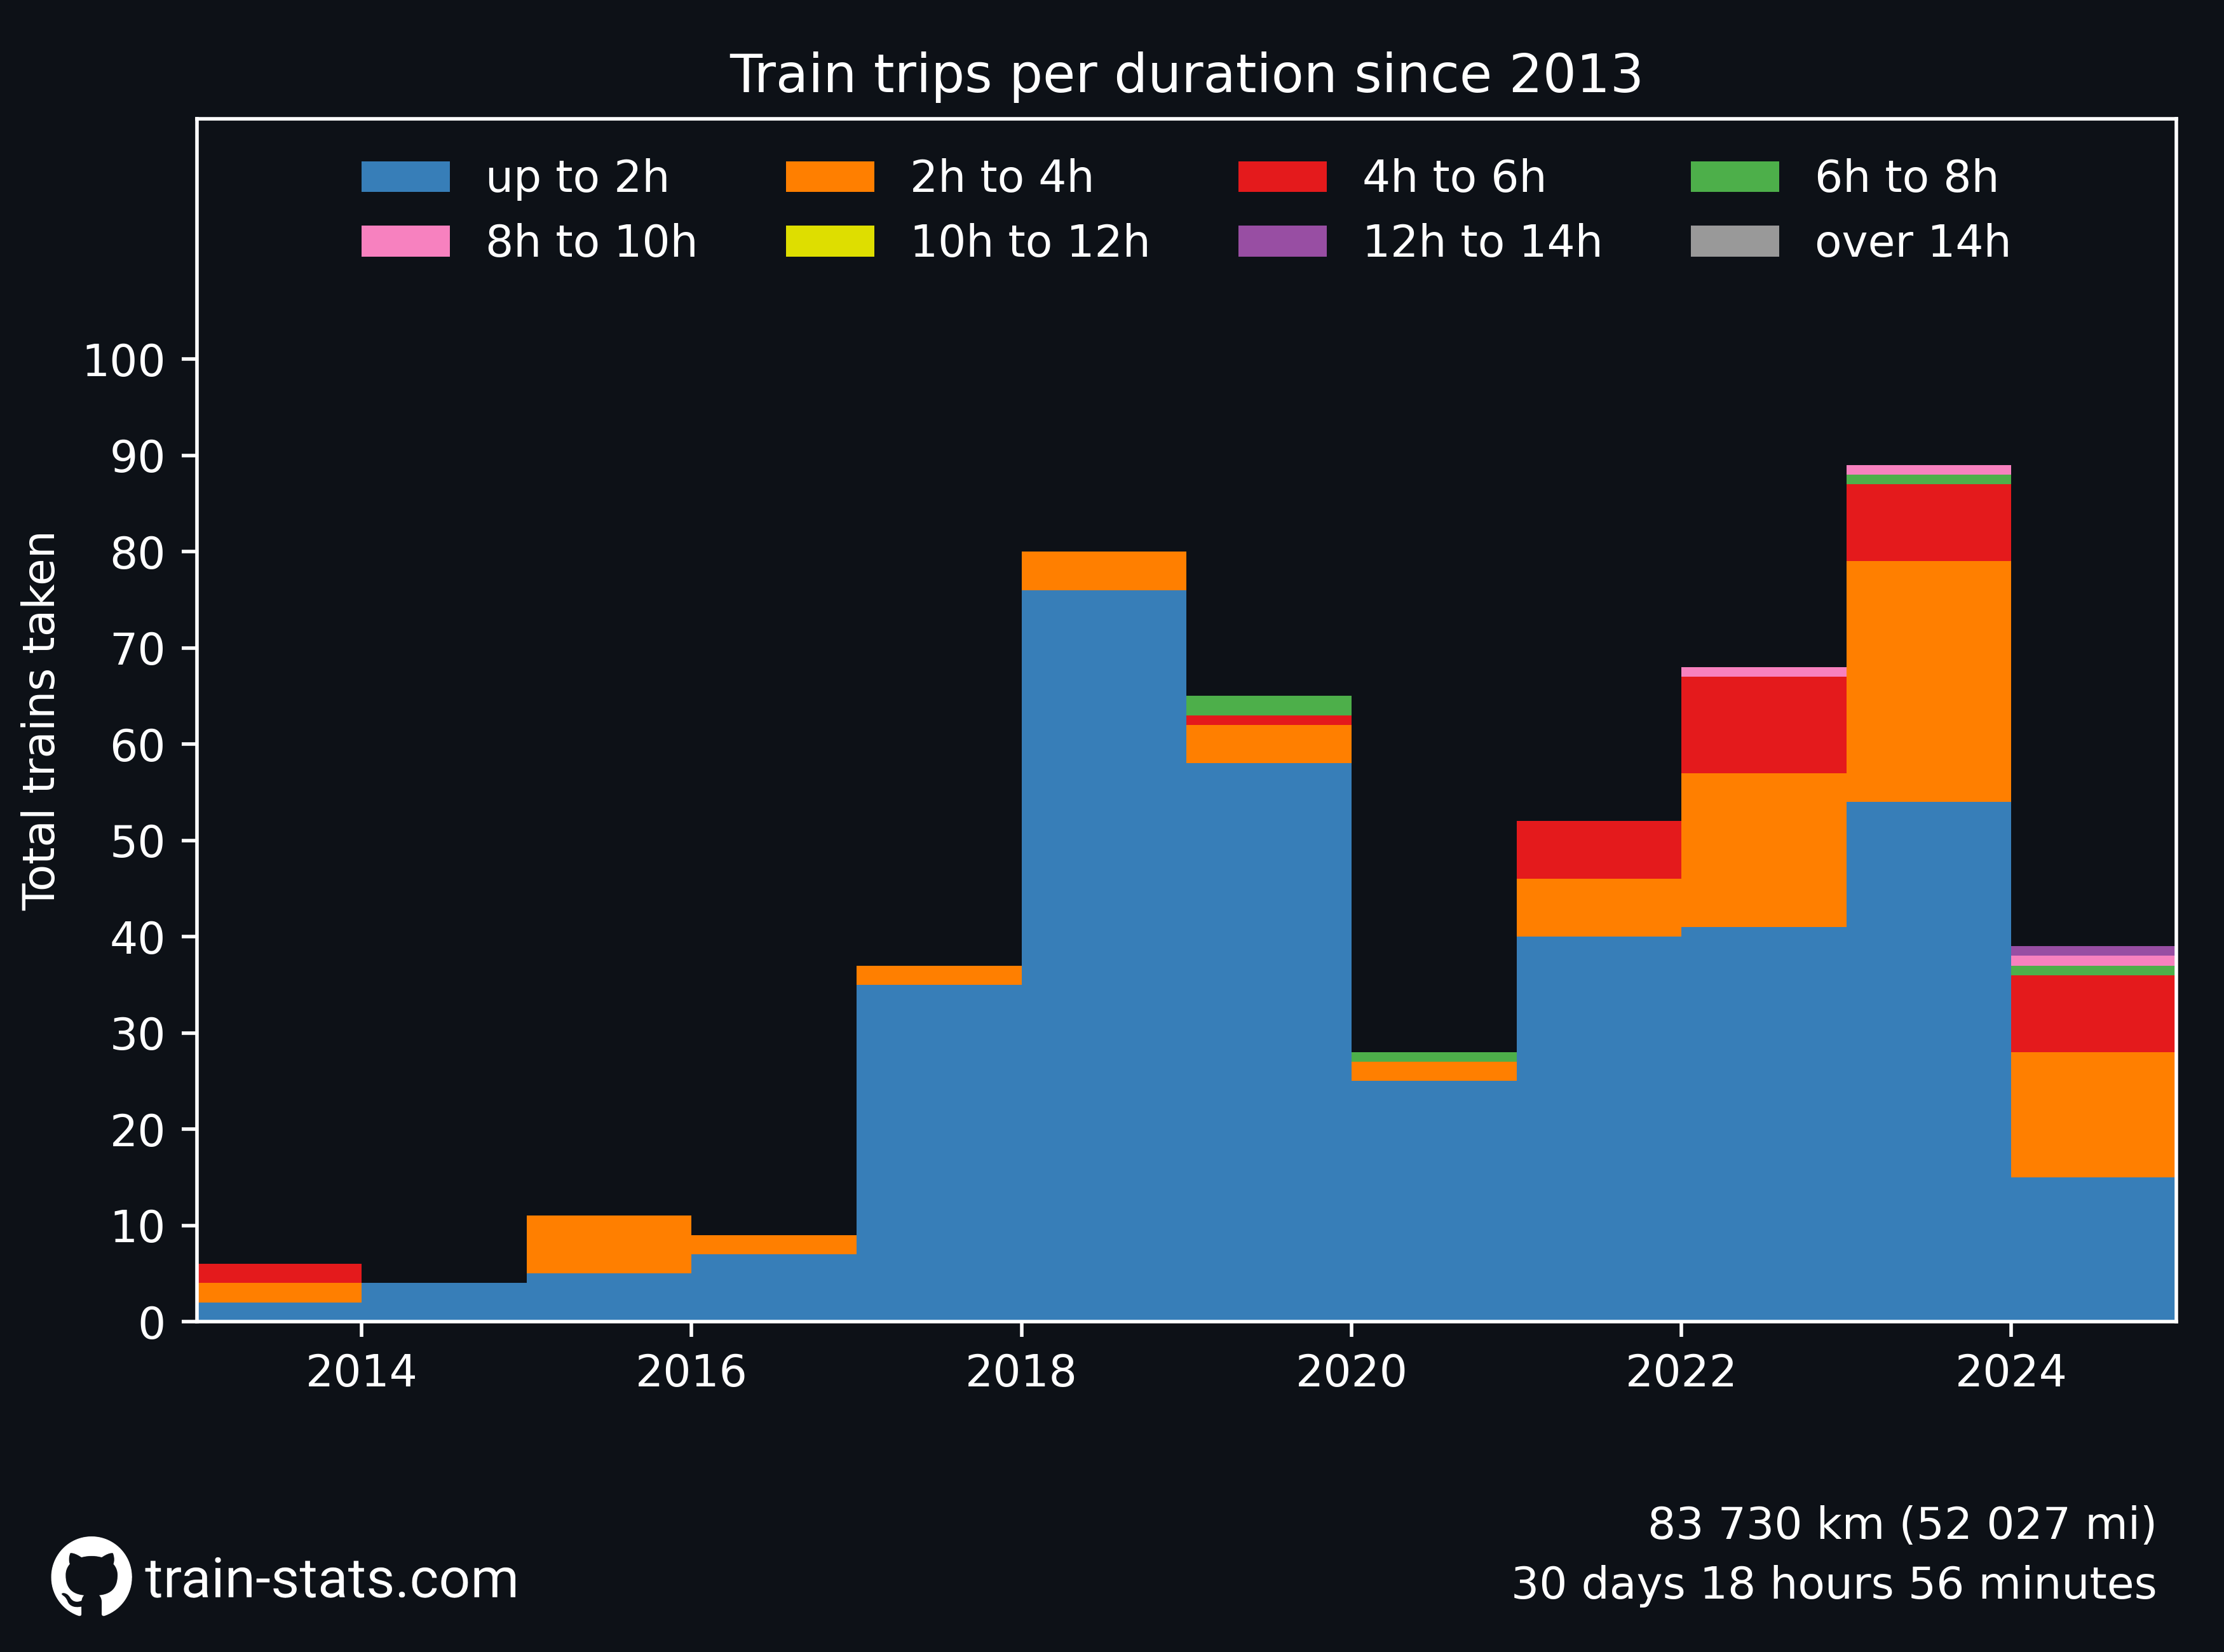 Train trips per duration since 2013
up to 2h
2h to 4h
4h to 6h
6h to 8h
8h to 10h
10h to 12h
12h to 14h
over 14h
Total trains taken
100
90
80
70
60
50
40
30
20
10
0
2014
2016
2018
2020
2022
2024
83 730 km (52 027 mi)
30 days 18 hours 56 minutes
train-stats.com